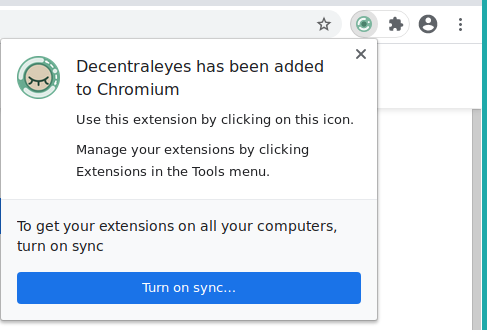 Decentraleyes has been added
to Chromium
Use this extension by clicking on this icon.
Manage your extensions by clicking
Extensions in the Tools menu.
To get your extensions on all your computers,
turn on sync
Turn on sync...